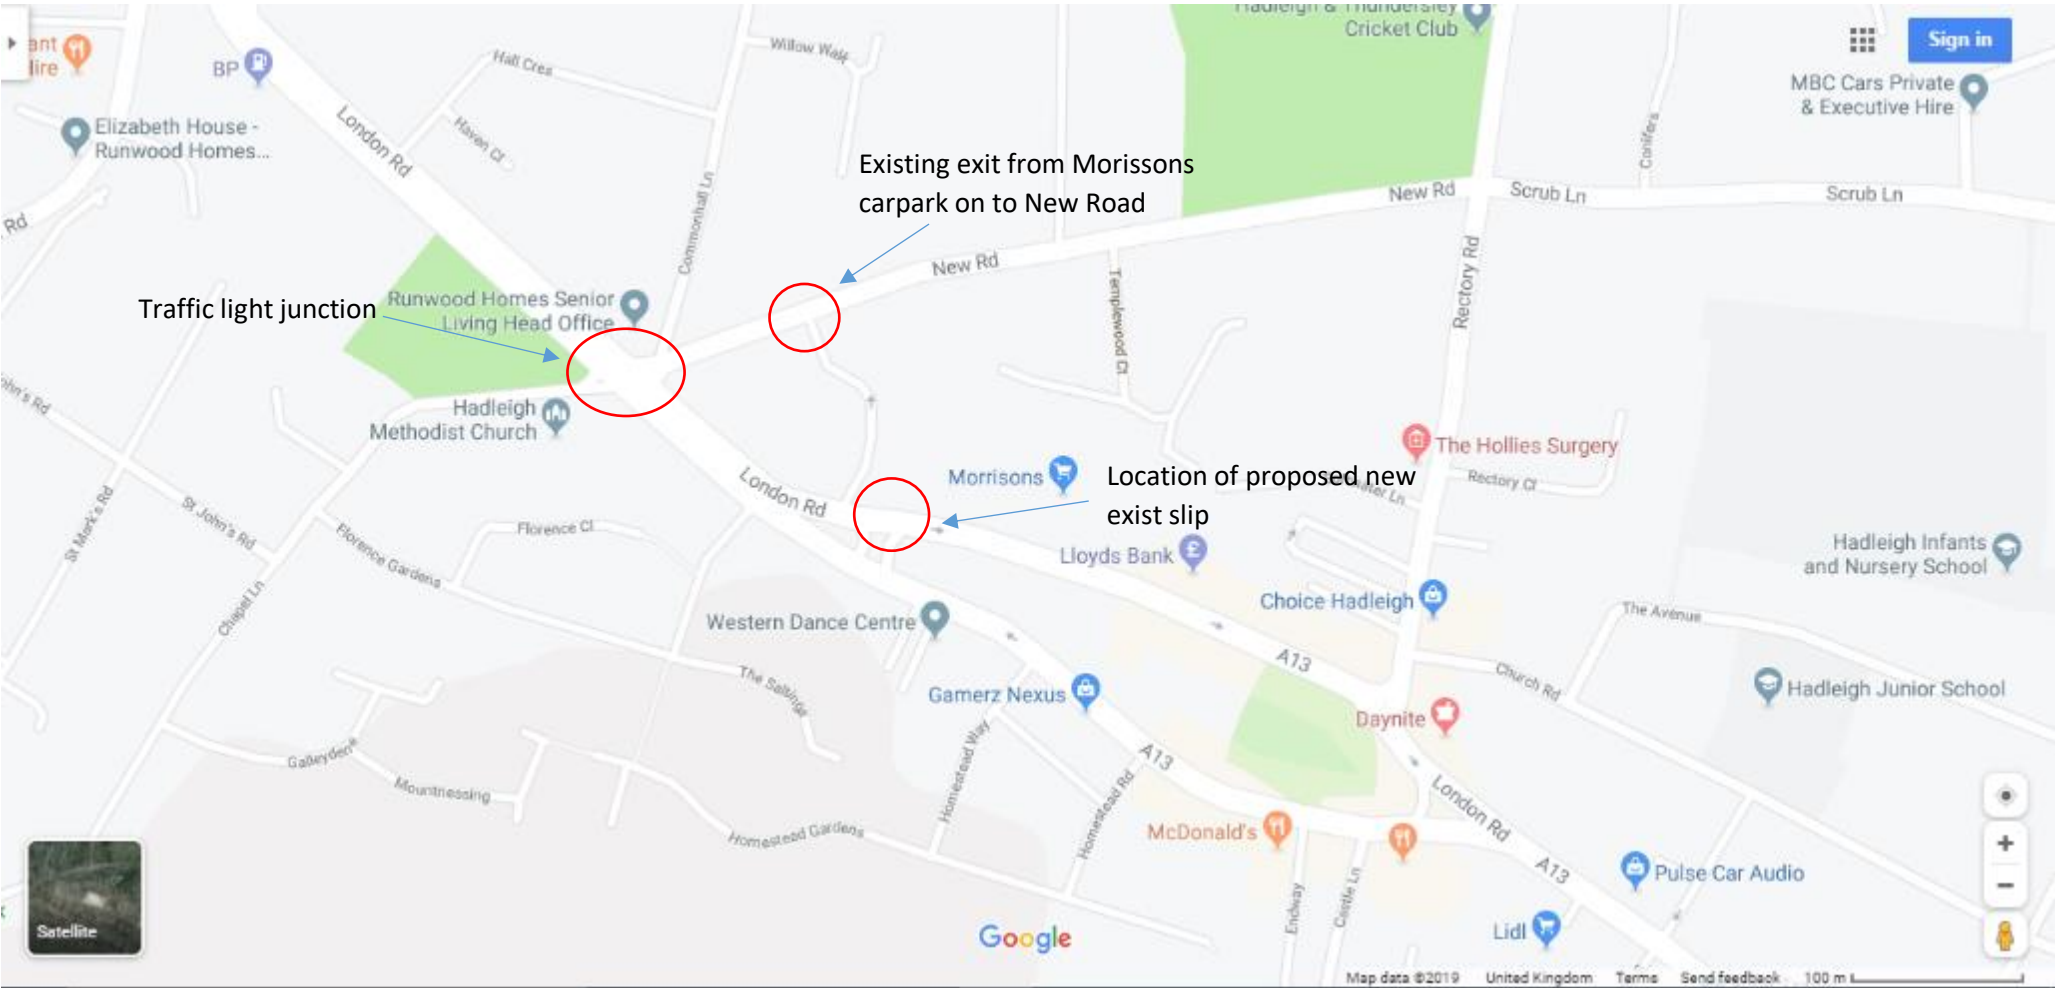 Hadleigh & Thundersley
Cricket Club
Sign in
ant
lire
BP
Hall Cres
Willow Walk
MBC Cars Private
& Executive Hire
Elizabeth House -
Runwood Homes...
London Rd
Haven Ct
Conifers
Existing exit from Morissons
carpark on to New Road
Commonhall Ln
New Rd
Scrub Ln
Scrub Ln
Rd
New Rd
Rectory Rd
Templewood Ct
Traffic light junction
Runwood Homes Senior
Living Head Office
ohn's Rd
Hadleigh
Methodist Church
The Hollies Surgery
Rectory Cl
London Rd
Morrisons
Location of proposed new
exist slip
ater Ln
St Mark's Rd
St John's Rd
Florence Gardens
Florence Cl
Lloyds Bank
Hadleigh Infants
and Nursery School
Chapel Ln
Choice Hadleigh
The Avenue
Western Dance Centre
A13
Church Rd
The Saltings
Gamerz Nexus
Hadleigh Junior School
Daynite
Galleydene
Mountnessing
Homestead Way
A13
Homestead Rd
London Rd
Homestead Gardens
McDonald's
A13
Pulse Car Audio
Endway
Castle Ln
Satellite
Google
Lidl
Map data ©2019 United Kingdom Terms Send feedback 100 m